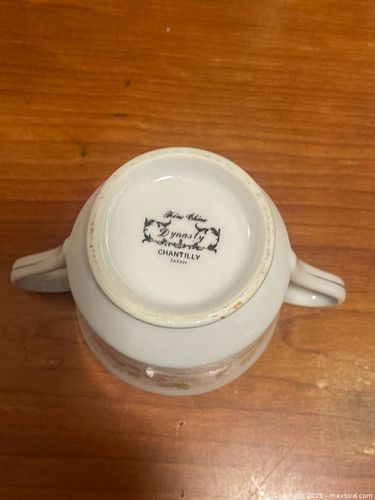 Fine China
Dynasty
CHANTILLY
JAPAN
Copyright 2025 - maxsold.com